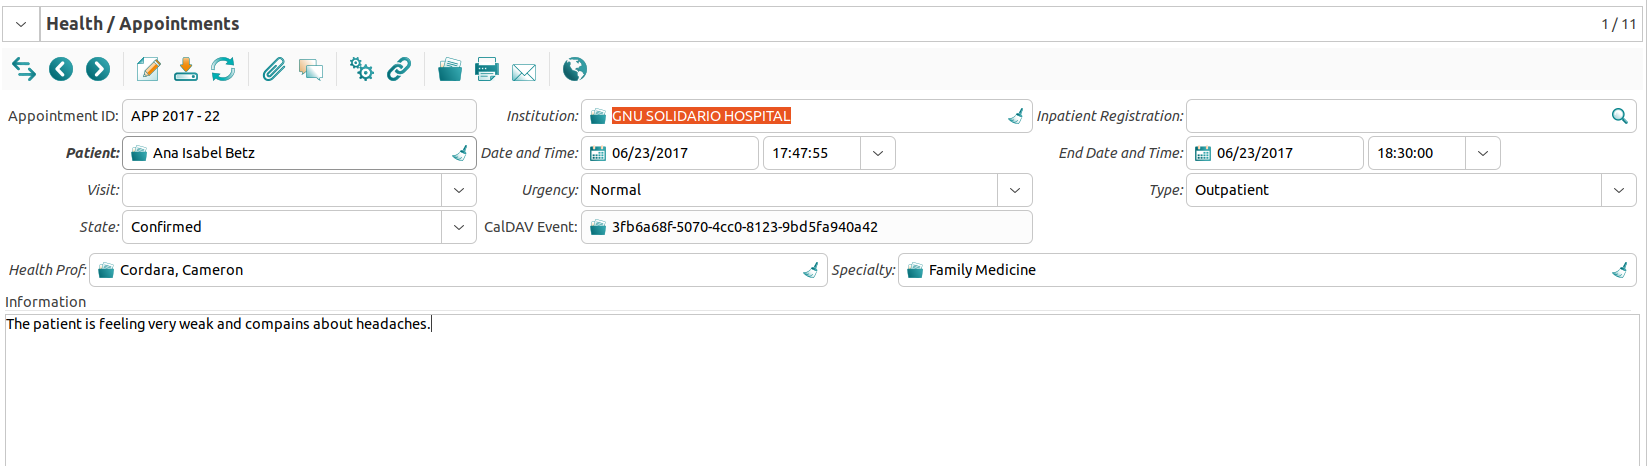 Health / Appointments 1 / 11
Appointment ID: APP 2017 - 22 Institution: GNU SOLIDARIO HOSPITAL Inpatient Registration:
Patient: Ana Isabel Betz Date and Time: 06/23/2017 17:47:55 End Date and Time: 06/23/2017 18:30:00
Visit: Urgency: Normal Type: Outpatient
State: Confirmed CalDAV Event: 3fb6a68f-5070-4cc0-8123-9bd5fa940a42
Health Prof: Cordara, Cameron Specialty: Family Medicine
Information
The patient is feeling very weak and compains about headaches.